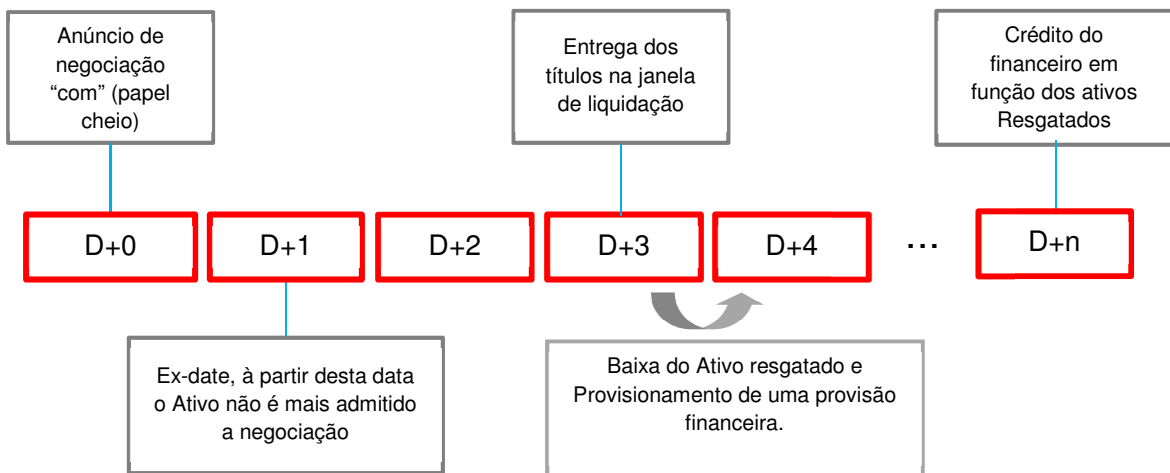 Anúncio de
negociação
“com” (papel
cheio)
Entrega dos
títulos na janela
de liquidação
Crédito do
financeiro em
função dos ativos
Resgatados
D+0
D+1
D+2
D+3
D+4
...
D+n
Ex-date, à partir desta data
o Ativo não é mais admitido
a negociação
Baixa do Ativo resgatado e
Provisionamento de uma provisão
financeira.